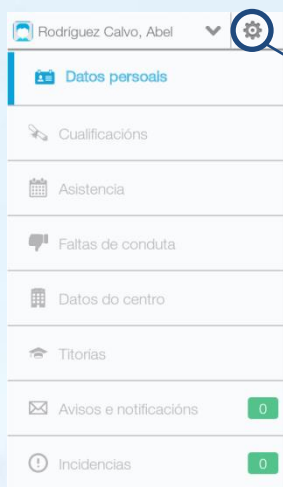 Rodríguez Calvo, Abel
Datos persoais
Cualificacións
Asistencia
Faltas de conduta
Datos do centro
Titorías
Avisos e notificacións 0
Incidencias 0